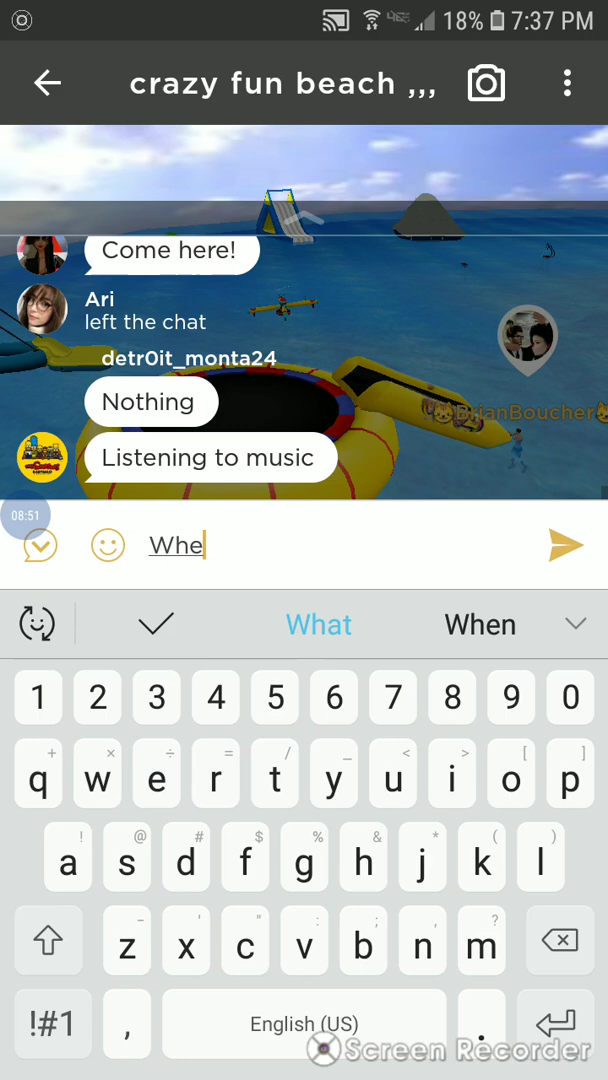 18% 7:37 PM
crazy fun beach ,,,
Come here!
Ari
left the chat
detr0it_monta24
Nothing
BrianBoucher
Listening to music
08:51
Whe
What When
1 2 3 4 5 6 7 8 9 0
+ × ÷ = / _ < > [ ]
q w e r t y u i o p
! @ # $ % & * ( )
a s d f g h j k l
- ' " : ; , ?
z x c v b n m
!#1 , English (US) .
Screen Recorder